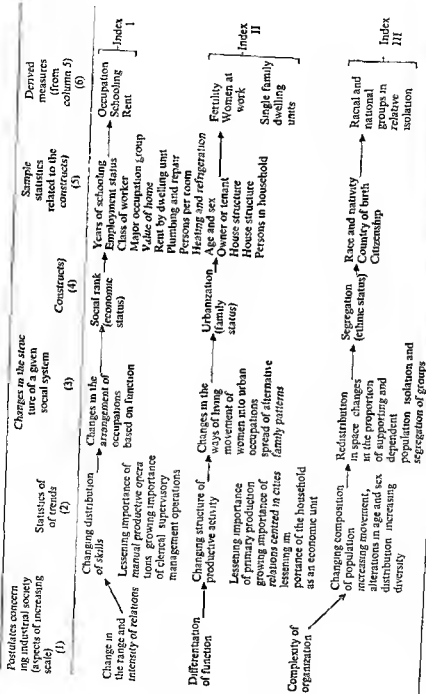 Postulates concern
ing industrial society
(aspects of increasing
scale)
(1)
Statistics of
trends
(2)
Changes in the struc
ture of a given
social system
(3)
Constructs)
(4)
Sample
statistics
related to the
constructs)
(5)
Derived
measures
(from
column 5)
(6)
Change in
the range and
intensity of relations
Changing distribution
of skills
Lessening importance of
manual productive opera
tions growing importance
of clerical supervisory
management operations
Changes in the
arrangement of
occupations
based on function
Social rank
(economic
status)
Years of schooling
Employment status
Class of worker
Major occupation group
Value of home
Rent by dwelling unit
Plumbing and repair
Persons per room
Heating and refrigeration
Occupation
Schooling
Rent
Index
I
Differentiation
of function
Changing structure of
productive activity
Lessening importance
of primary production
growing importance of
relations centred in cities
lessening im
portance of the household
as an economic unit
Changes in the
ways of living
movement of
women into urban
occupations
spread of alternative
family patterns
Urbanization
(family
status)
Age and sex
Owner or tenant
House structure
House structure
Persons in household
Fertility
Women at
work
Single family
dwelling
units
Index
II
Complexity of
organization
Changing composition
of population
increasing movement,
alterations in age and sex
distribution increasing
diversity
Redistribution
in space changes
in the proportion
of supporting and
dependent
population isolation and
segregation of groups
Segregation
(ethnic status)
Race and nativity
Country of birth
Citizenship
Racial and
national
groups in
relative
isolation
Index
III